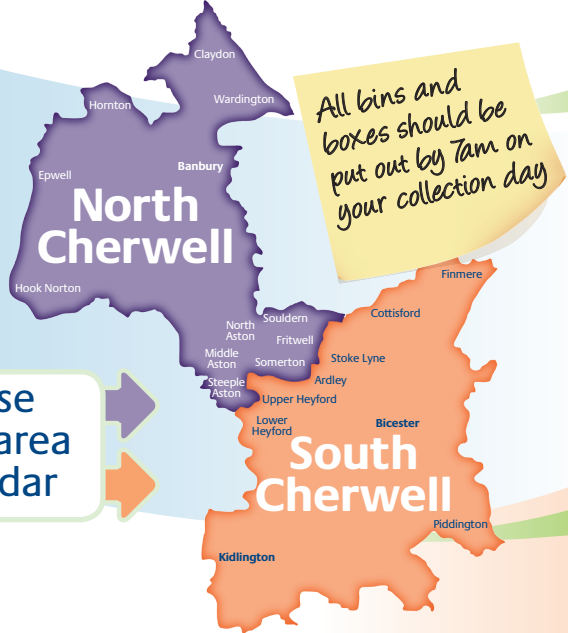 Claydon
Hornton
Wardington
Banbury
Epwell
North
Cherwell
Hook Norton
All bins and
boxes should be
put out by 7am on
your collection day
Finmere
Cottisford
Souldern
North
Aston
Fritwell
Middle
Aston
Somerton
Stoke Lyne
Steeple
Aston
Ardley
Upper Heyford
Lower
Heyford
Bicester
South
Cherwell
Piddington
Kidlington
se
area
dar